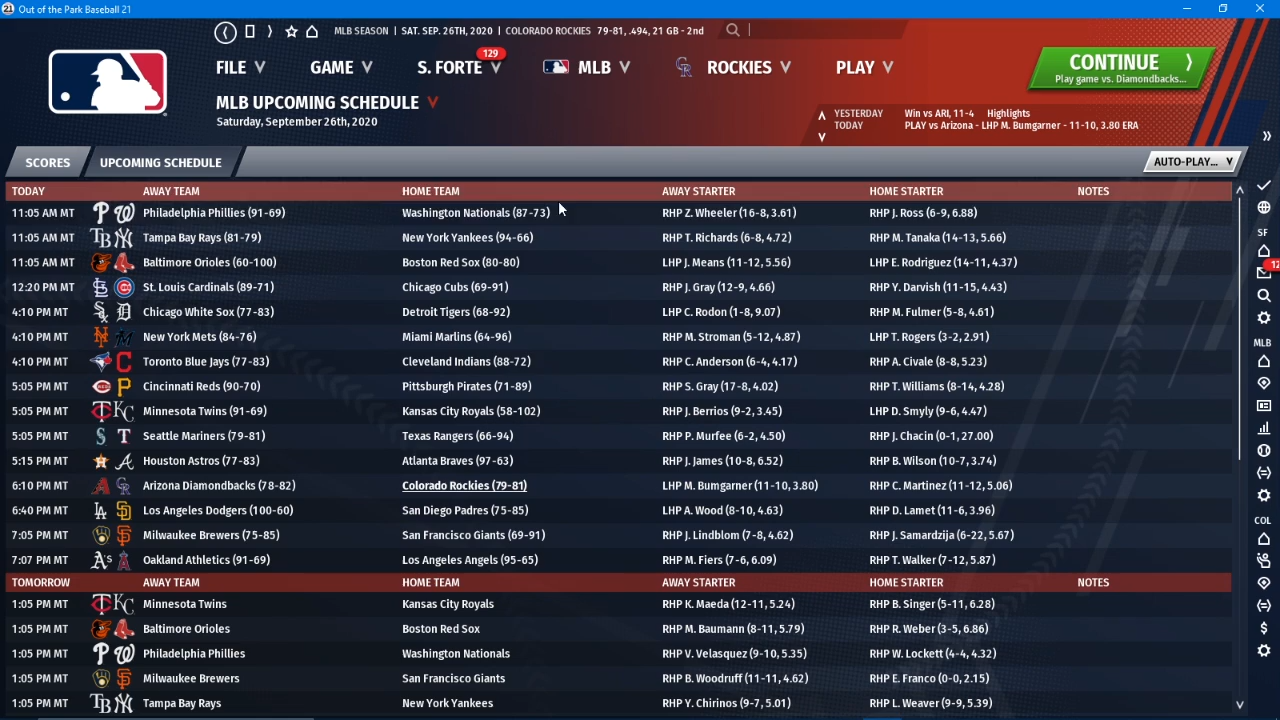 21 Out of the Park Baseball 21
MLB SEASON | SAT. SEP. 26TH, 2020 | COLORADO ROCKIES 79-81, .494, 21 GB - 2nd
129
FILE GAME S. FORTE MLB ROCKIES PLAY
CONTINUE
Play game vs. Diamondbacks...
MLB UPCOMING SCHEDULE
Saturday, September 26th, 2020
YESTERDAY Win vs ARI, 11-4 Highlights
TODAY PLAY vs Arizona - LHP M. Bumgarner - 11-10, 3.80 ERA
SCORES UPCOMING SCHEDULE AUTO-PLAY...
TODAY AWAY TEAM HOME TEAM AWAY STARTER HOME STARTER NOTES
11:05 AM MT Philadelphia Phillies (91-69) Washington Nationals (87-73) RHP Z. Wheeler (16-8, 3.61) RHP J. Ross (6-9, 6.88)
11:05 AM MT Tampa Bay Rays (81-79) New York Yankees (94-66) RHP T. Richards (6-8, 4.72) RHP M. Tanaka (14-13, 5.66)
11:05 AM MT Baltimore Orioles (60-100) Boston Red Sox (80-80) LHP J. Means (11-12, 5.56) LHP E. Rodriguez (14-11, 4.37)
12:20 PM MT St. Louis Cardinals (89-71) Chicago Cubs (69-91) RHP J. Gray (12-9, 4.66) RHP Y. Darvish (11-15, 4.43)
4:10 PM MT Chicago White Sox (77-83) Detroit Tigers (68-92) LHP C. Rodon (1-8, 9.07) RHP M. Fulmer (5-8, 4.61)
4:10 PM MT New York Mets (84-76) Miami Marlins (64-96) RHP M. Stroman (5-12, 4.87) LHP T. Rogers (3-2, 2.91)
4:10 PM MT Toronto Blue Jays (77-83) Cleveland Indians (88-72) RHP C. Anderson (6-4, 4.17) RHP A. Civale (8-8, 5.23)
5:05 PM MT Cincinnati Reds (90-70) Pittsburgh Pirates (71-89) RHP S. Gray (17-8, 4.02) RHP T. Williams (8-14, 4.28)
5:05 PM MT Minnesota Twins (91-69) Kansas City Royals (58-102) RHP J. Berrios (9-2, 3.45) LHP D. Smyly (9-6, 4.47)
5:05 PM MT Seattle Mariners (79-81) Texas Rangers (66-94) RHP P. Murfee (6-2, 4.50) RHP J. Chacin (0-1, 27.00)
5:15 PM MT Houston Astros (77-83) Atlanta Braves (97-63) RHP J. James (10-8, 6.52) RHP B. Wilson (10-7, 3.74)
6:10 PM MT Arizona Diamondbacks (78-82) Colorado Rockies (79-81) LHP M. Bumgarner (11-10, 3.80) RHP C. Martinez (11-12, 5.06)
6:40 PM MT Los Angeles Dodgers (100-60) San Diego Padres (75-85) LHP A. Wood (8-10, 4.63) RHP D. Lamet (11-6, 3.96)
7:05 PM MT Milwaukee Brewers (75-85) San Francisco Giants (69-91) RHP J. Lindblom (7-8, 4.62) RHP J. Samardzija (6-22, 5.67)
7:07 PM MT Oakland Athletics (91-69) Los Angeles Angels (95-65) RHP M. Fiers (7-6, 6.09) RHP T. Walker (7-12, 5.87)
TOMORROW AWAY TEAM HOME TEAM AWAY STARTER HOME STARTER NOTES
1:05 PM MT Minnesota Twins Kansas City Royals RHP K. Maeda (12-11, 5.24) RHP B. Singer (5-11, 6.28)
1:05 PM MT Baltimore Orioles Boston Red Sox RHP M. Baumann (8-11, 5.79) RHP R. Weber (3-5, 6.86)
1:05 PM MT Philadelphia Phillies Washington Nationals RHP V. Velasquez (9-10, 5.35) RHP W. Lockett (4-4, 4.32)
1:05 PM MT Milwaukee Brewers San Francisco Giants RHP B. Woodruff (11-11, 4.62) RHP E. Franco (0-0, 2.15)
1:05 PM MT Tampa Bay Rays New York Yankees RHP Y. Chirinos (9-7, 5.01) RHP L. Weaver (9-9, 5.39)
SF
12
MLB
COL